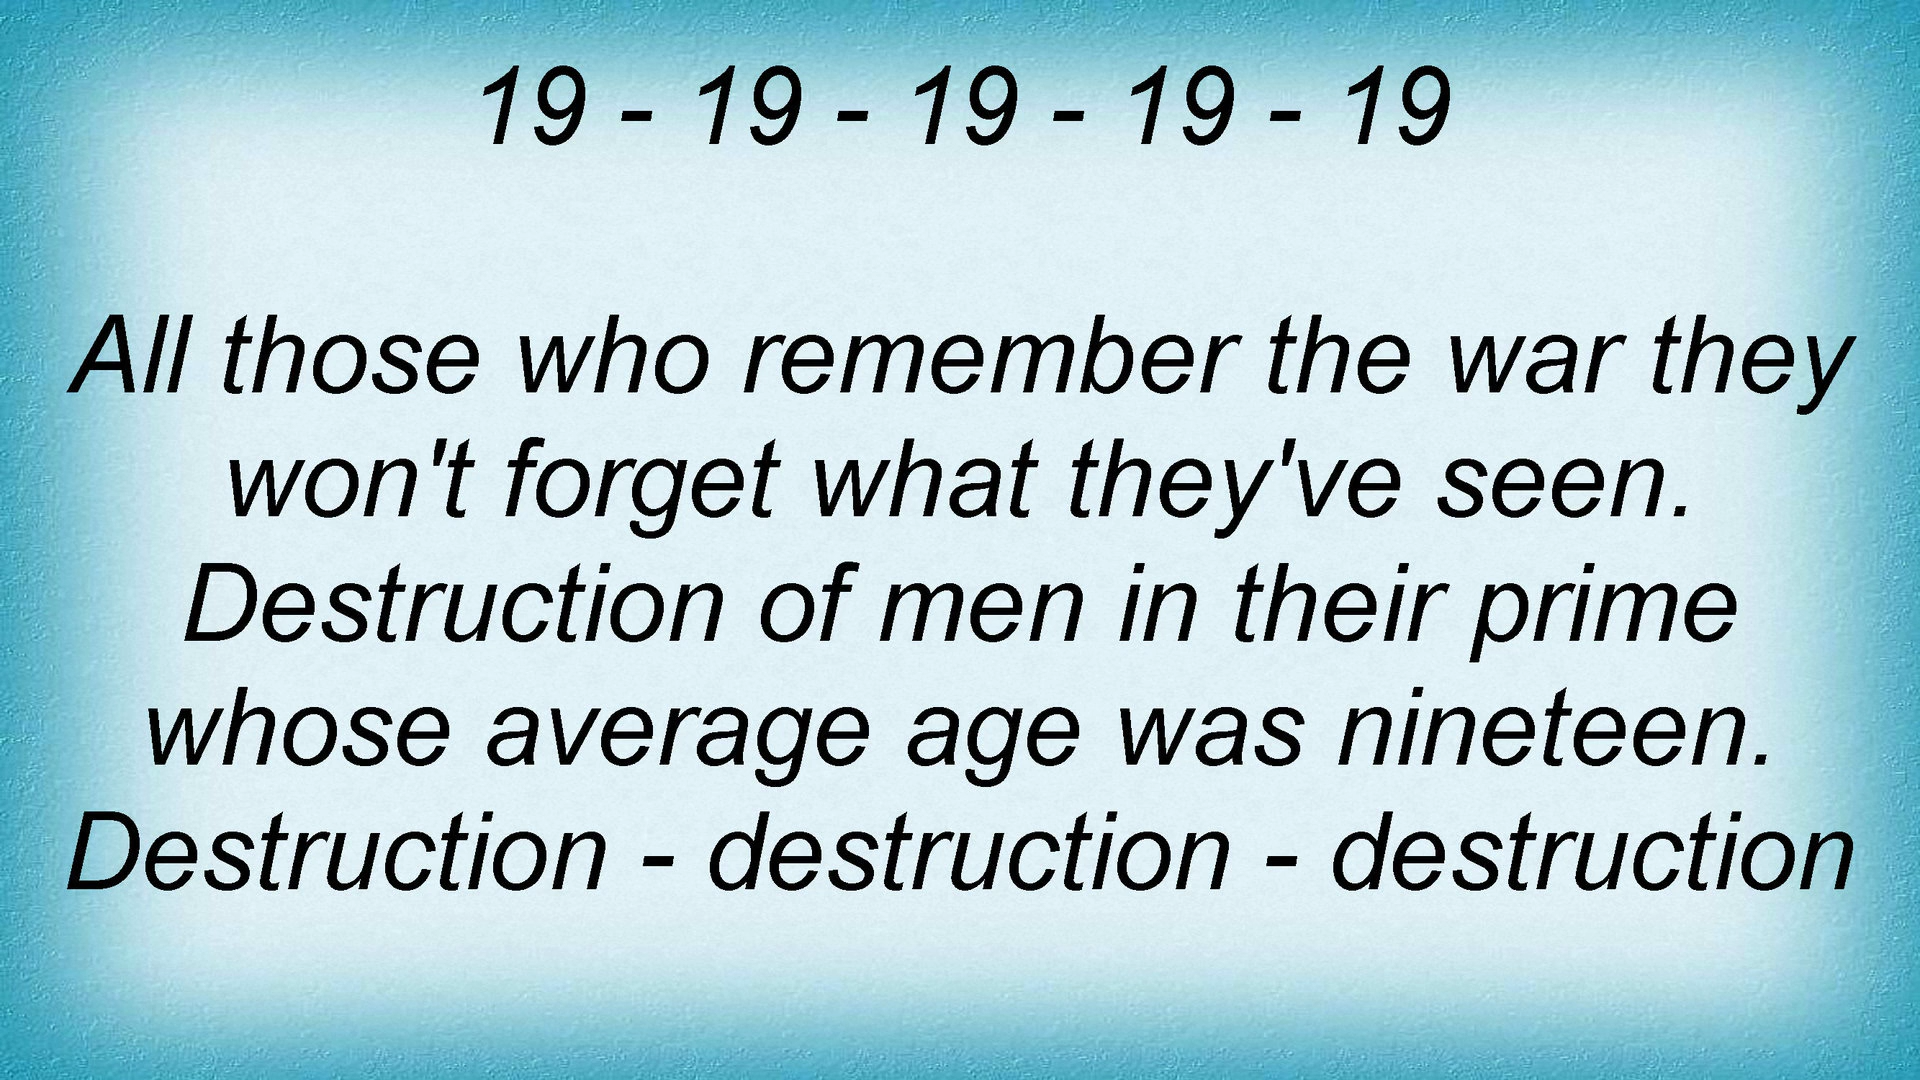 19 - 19 - 19 - 19 - 19
All those who remember the war they
won't forget what they've seen.
Destruction of men in their prime
whose average age was nineteen.
Destruction - destruction - destruction